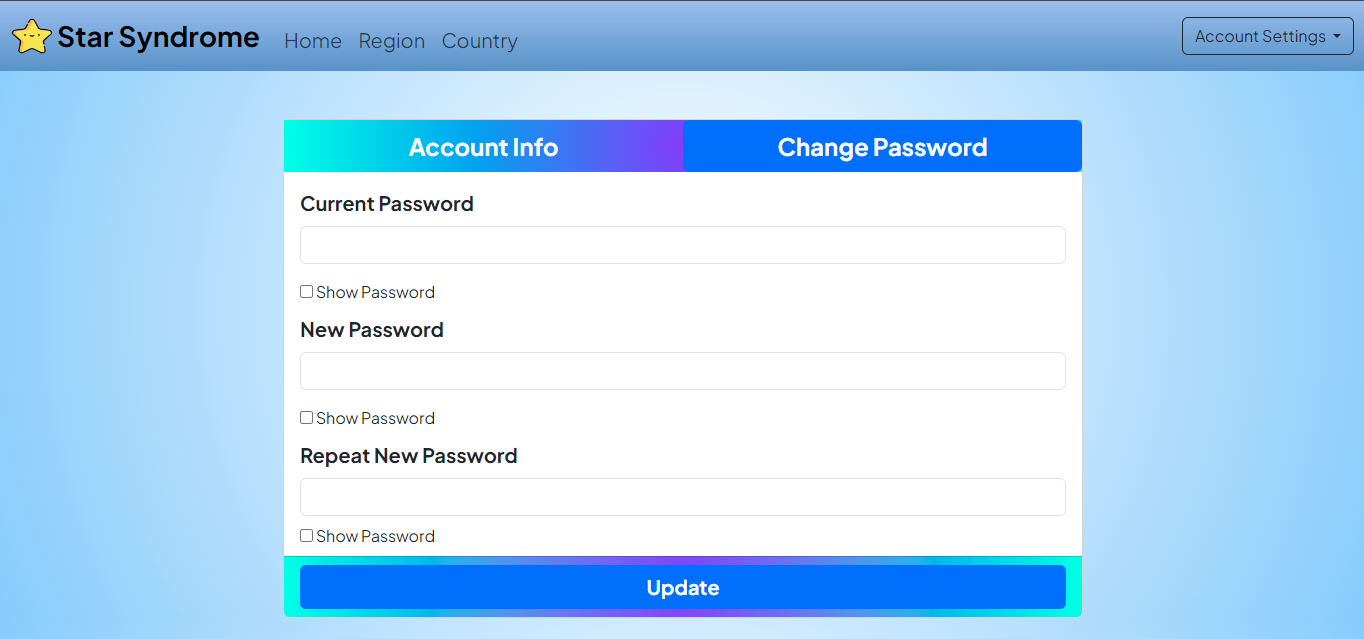 Star Syndrome Home Region Country Account Settings
Account Info Change Password
Current Password
Show Password
New Password
Show Password
Repeat New Password
Show Password
Update